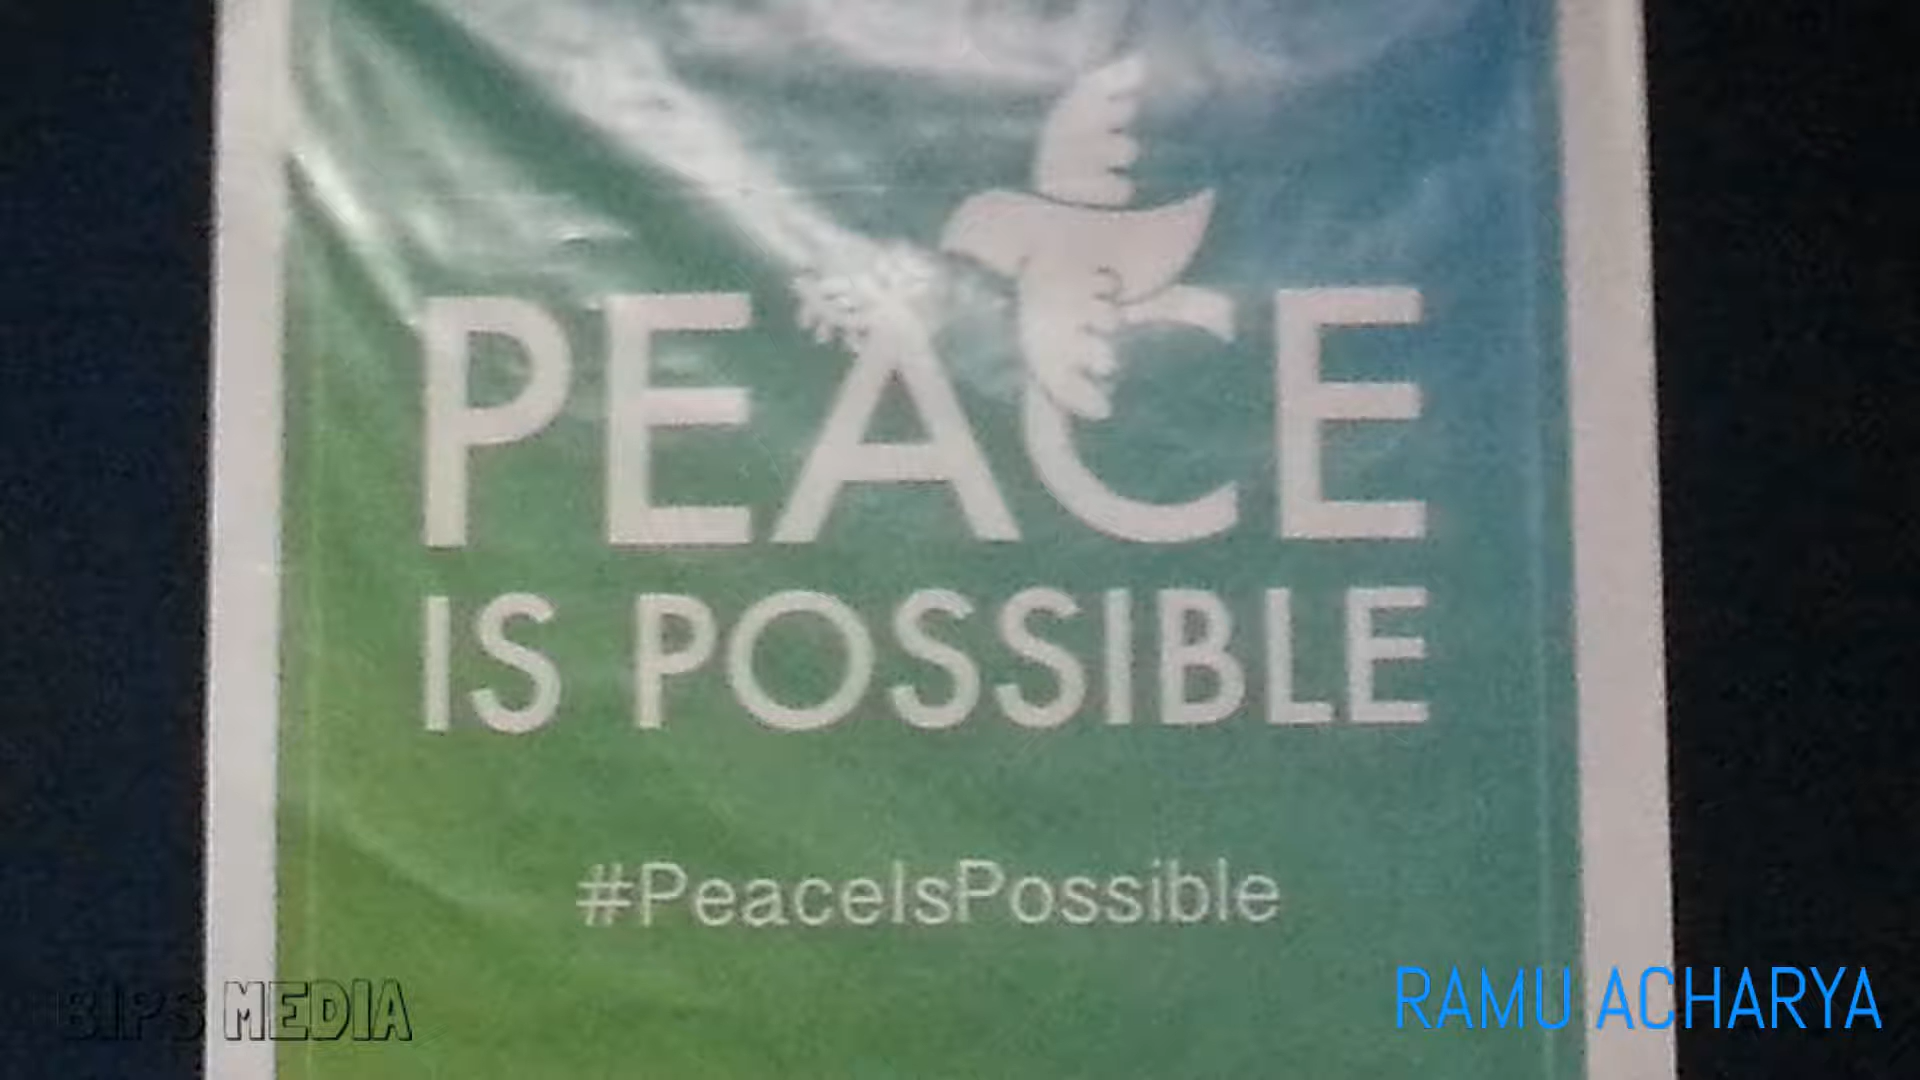 PEACE
IS POSSIBLE
#PeaceIsPossible
BIPS MEDIA
RAMU ACHARYA